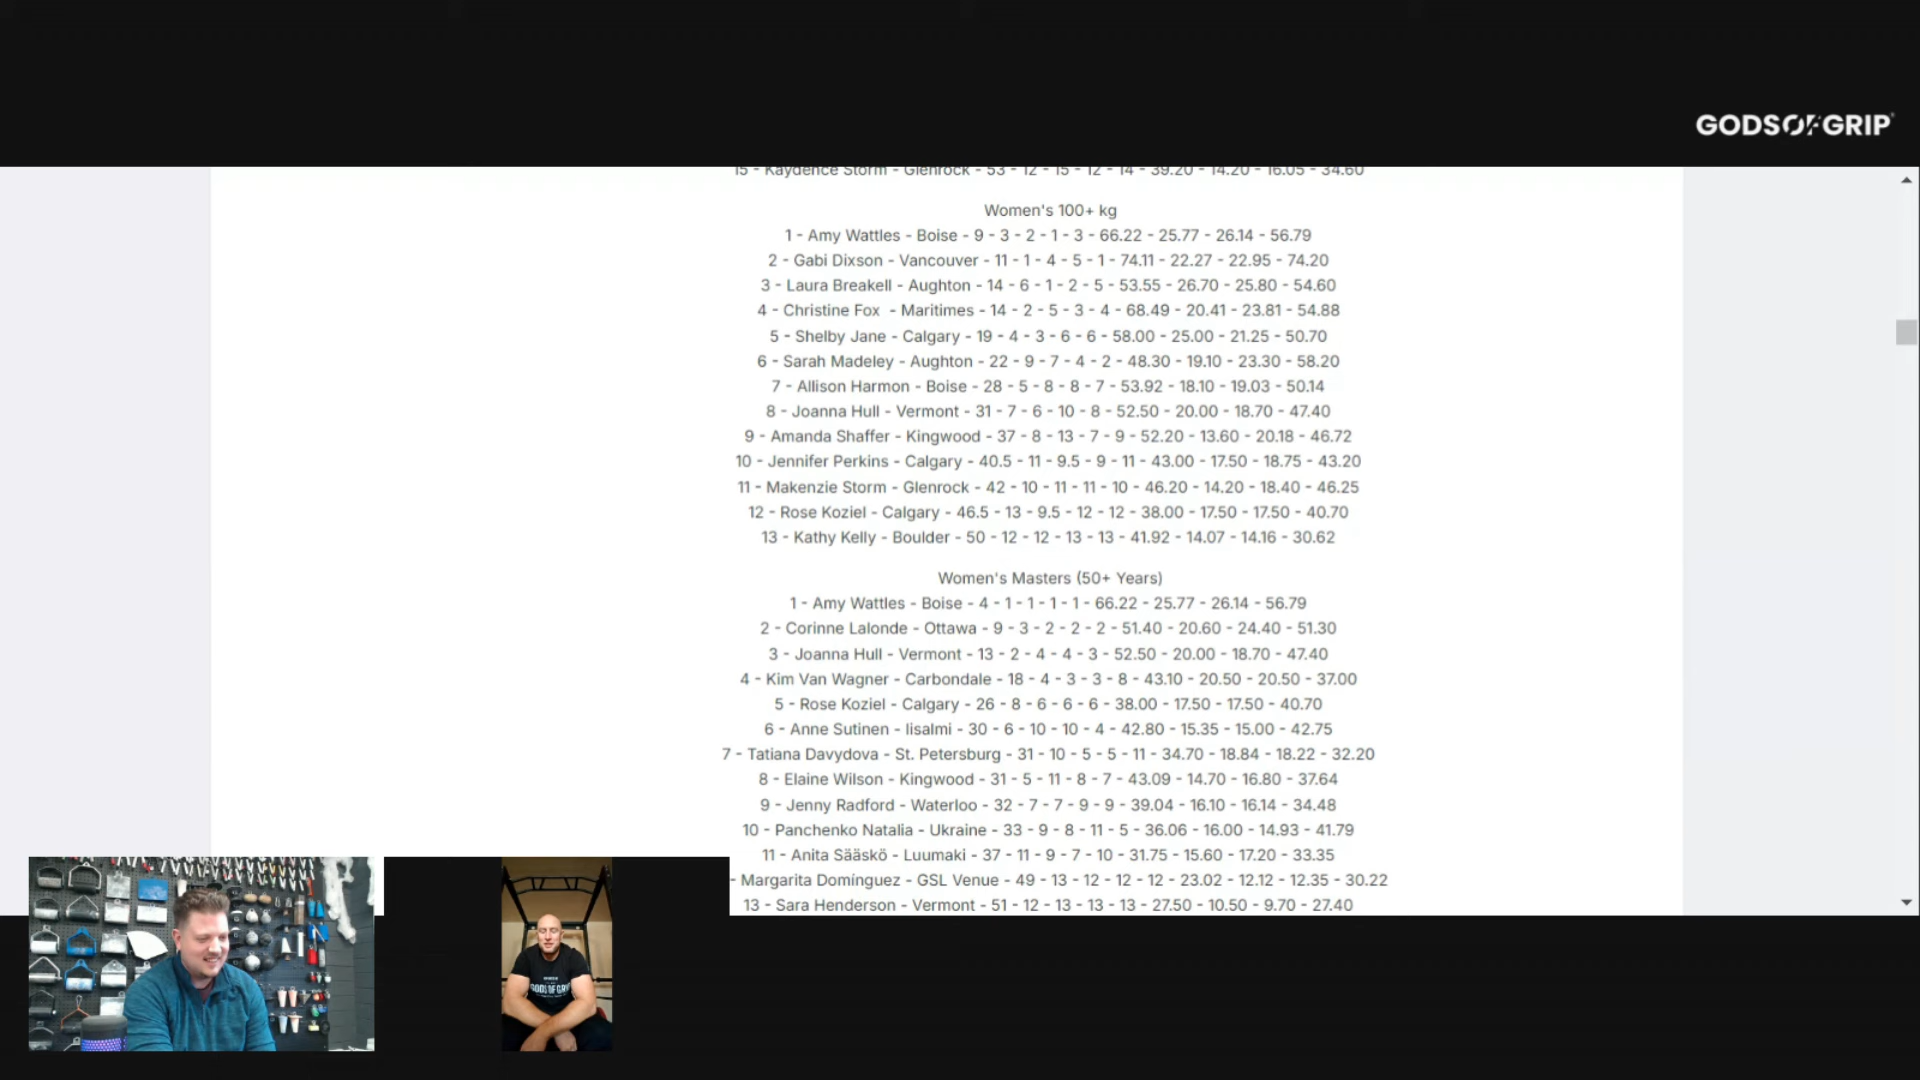 GODSOFGRIP
15 - Kaydence Storm - Glenrock - 53 - 12 - 15 - 12 - 14 - 39.20 - 14.20 - 16.05 - 34.60
Women's 100+ kg
1 - Amy Wattles - Boise - 9 - 3 - 2 - 1 - 3 - 66.22 - 25.77 - 26.14 - 56.79
2 - Gabi Dixson - Vancouver - 11 - 1 - 4 - 5 - 1 - 74.11 - 22.27 - 22.95 - 74.20
3 - Laura Breakell - Aughton - 14 - 6 - 1 - 2 - 5 - 53.55 - 26.70 - 25.80 - 54.60
4 - Christine Fox  - Maritimes - 14 - 2 - 5 - 3 - 4 - 68.49 - 20.41 - 23.81 - 54.88
5 - Shelby Jane - Calgary - 19 - 4 - 3 - 6 - 6 - 58.00 - 25.00 - 21.25 - 50.70
6 - Sarah Madeley - Aughton - 22 - 9 - 7 - 4 - 2 - 48.30 - 19.10 - 23.30 - 58.20
7 - Allison Harmon - Boise - 28 - 5 - 8 - 8 - 7 - 53.92 - 18.10 - 19.03 - 50.14
8 - Joanna Hull - Vermont - 31 - 7 - 6 - 10 - 8 - 52.50 - 20.00 - 18.70 - 47.40
9 - Amanda Shaffer - Kingwood - 37 - 8 - 13 - 7 - 9 - 52.20 - 13.60 - 20.18 - 46.72
10 - Jennifer Perkins - Calgary - 40.5 - 11 - 9.5 - 9 - 11 - 43.00 - 17.50 - 18.75 - 43.20
11 - Makenzie Storm - Glenrock - 42 - 10 - 11 - 11 - 10 - 46.20 - 14.20 - 18.40 - 46.25
12 - Rose Koziel - Calgary - 46.5 - 13 - 9.5 - 12 - 12 - 38.00 - 17.50 - 17.50 - 40.70
13 - Kathy Kelly - Boulder - 50 - 12 - 12 - 13 - 13 - 41.92 - 14.07 - 14.16 - 30.62
Women's Masters (50+ Years)
1 - Amy Wattles - Boise - 4 - 1 - 1 - 1 - 1 - 66.22 - 25.77 - 26.14 - 56.79
2 - Corinne Lalonde - Ottawa - 9 - 3 - 2 - 2 - 2 - 51.40 - 20.60 - 24.40 - 51.30
3 - Joanna Hull - Vermont - 13 - 2 - 4 - 4 - 3 - 52.50 - 20.00 - 18.70 - 47.40
4 - Kim Van Wagner - Carbondale - 18 - 4 - 3 - 3 - 8 - 43.10 - 20.50 - 20.50 - 37.00
5 - Rose Koziel - Calgary - 26 - 8 - 6 - 6 - 6 - 38.00 - 17.50 - 17.50 - 40.70
6 - Anne Sutinen - Iisalmi - 30 - 6 - 10 - 10 - 4 - 42.80 - 15.35 - 15.00 - 42.75
7 - Tatiana Davydova - St. Petersburg - 31 - 10 - 5 - 5 - 11 - 34.70 - 18.84 - 18.22 - 32.20
8 - Elaine Wilson - Kingwood - 31 - 5 - 11 - 8 - 7 - 43.09 - 14.70 - 16.80 - 37.64
9 - Jenny Radford - Waterloo - 32 - 7 - 7 - 9 - 9 - 39.04 - 16.10 - 16.14 - 34.48
10 - Panchenko Natalia - Ukraine - 33 - 9 - 8 - 11 - 5 - 36.06 - 16.00 - 14.93 - 41.79
11 - Anita Sääskö - Luumaki - 37 - 11 - 9 - 7 - 10 - 31.75 - 15.60 - 17.20 - 33.35
- Margarita Domínguez - GSL Venue - 49 - 13 - 12 - 12 - 12 - 23.02 - 12.12 - 12.35 - 30.22
13 - Sara Henderson - Vermont - 51 - 12 - 13 - 13 - 13 - 27.50 - 10.50 - 9.70 - 27.40
GODS OF GRIP